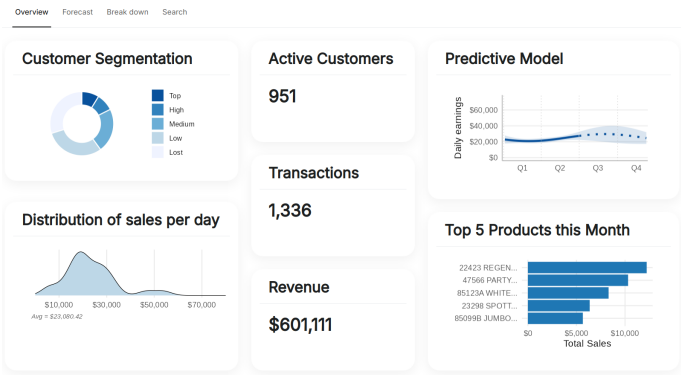 Overview Forecast Break down Search
Customer Segmentation
Top
High
Medium
Low
Lost
Distribution of sales per day
$10,000 $30,000 $50,000 $70,000
Avg = $23,080.42
Active Customers
951
Transactions
1,336
Revenue
$601,111
Predictive Model
Daily earnings
$60,000
$40,000
$20,000
$0
Q1 Q2 Q3 Q4
Top 5 Products this Month
22423 REGEN...
47566 PARTY...
85123A WHITE...
23298 SPOTT...
85099B JUMBO...
$0 $5,000 $10,000
Total Sales